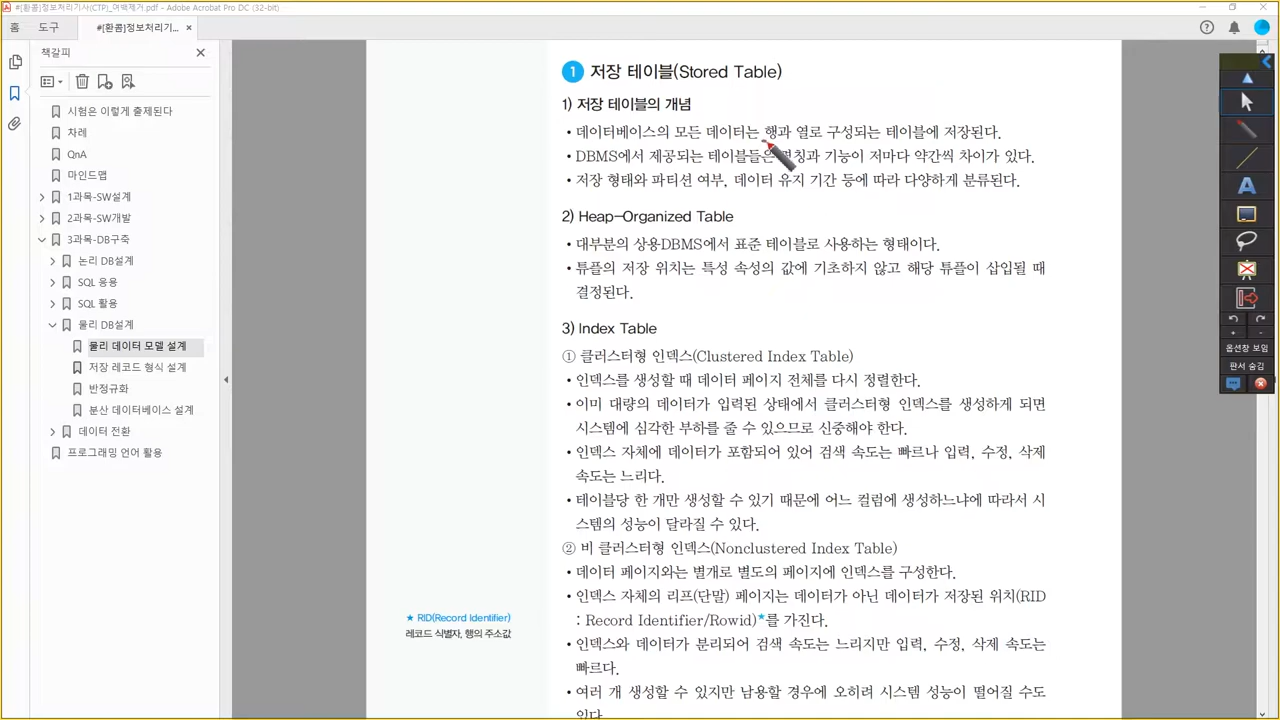 #[환콤]정보처리기사(CTP)_여백제거.pdf - Adobe Acrobat Pro DC (32-bit)
홈 도구 #[환콤]정보처리기... ×
책갈피
시험은 이렇게 출제된다
차례
QnA
마인드맵
1과목-SW설계
2과목-SW개발
3과목-DB구축
논리 DB설계
SQL 응용
SQL 활용
물리 DB설계
물리 데이터 모델 설계
저장 레코드 형식 설계
반정규화
분산 데이터베이스 설계
데이터 전환
프로그래밍 언어 활용
1 저장 테이블(Stored Table)
1) 저장 테이블의 개념
• 데이터베이스의 모든 데이터는 행과 열로 구성되는 테이블에 저장된다.
• DBMS에서 제공되는 테이블들은 명칭과 기능이 저마다 약간씩 차이가 있다.
• 저장 형태와 파티션 여부, 데이터 유지 기간 등에 따라 다양하게 분류된다.
2) Heap-Organized Table
• 대부분의 상용DBMS에서 표준 테이블로 사용하는 형태이다.
• 튜플의 저장 위치는 특성 속성의 값에 기초하지 않고 해당 튜플이 삽입될 때
결정된다.
3) Index Table
① 클러스터형 인덱스(Clustered Index Table)
• 인덱스를 생성할 때 데이터 페이지 전체를 다시 정렬한다.
• 이미 대량의 데이터가 입력된 상태에서 클러스터형 인덱스를 생성하게 되면
시스템에 심각한 부하를 줄 수 있으므로 신중해야 한다.
• 인덱스 자체에 데이터가 포함되어 있어 검색 속도는 빠르나 입력, 수정, 삭제
속도는 느리다.
• 테이블당 한 개만 생성할 수 있기 때문에 어느 컬럼에 생성하느냐에 따라서 시
스템의 성능이 달라질 수 있다.
② 비 클러스터형 인덱스(Nonclustered Index Table)
• 데이터 페이지와는 별개로 별도의 페이지에 인덱스를 구성한다.
• 인덱스 자체의 리프(단말) 페이지는 데이터가 아닌 데이터가 저장된 위치(RID
: Record Identifier/Rowid)★를 가진다.
• 인덱스와 데이터가 분리되어 검색 속도는 느리지만 입력, 수정, 삭제 속도는
빠르다.
• 여러 개 생성할 수 있지만 남용할 경우에 오히려 시스템 성능이 떨어질 수도
있다.
★ RID(Record Identifier)
레코드 식별자, 행의 주소값
A
옵션창 보임
판서 숨김